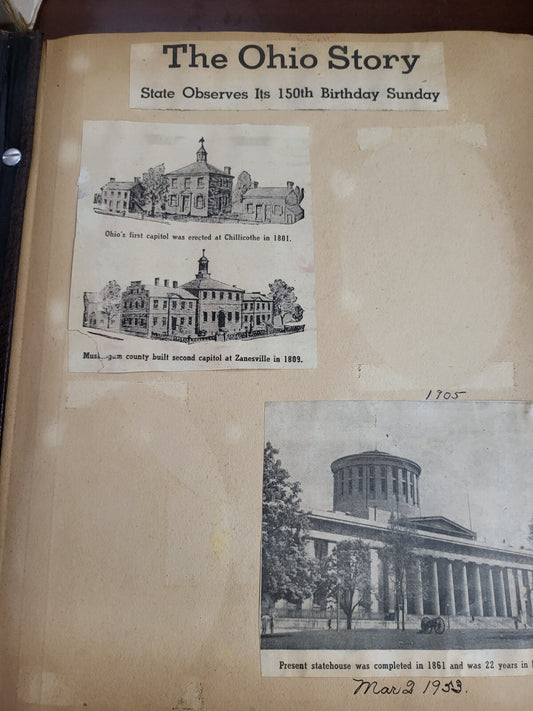 The Ohio Story
State Observes Its 150th Birthday Sunday
Ohio's first capitol was erected at Chillicothe in 1801.
county built second capitol at Zanesville in 1809.
1905
Present statehouse was completed in 1861 and was 22 years in
Mar 2 1953.